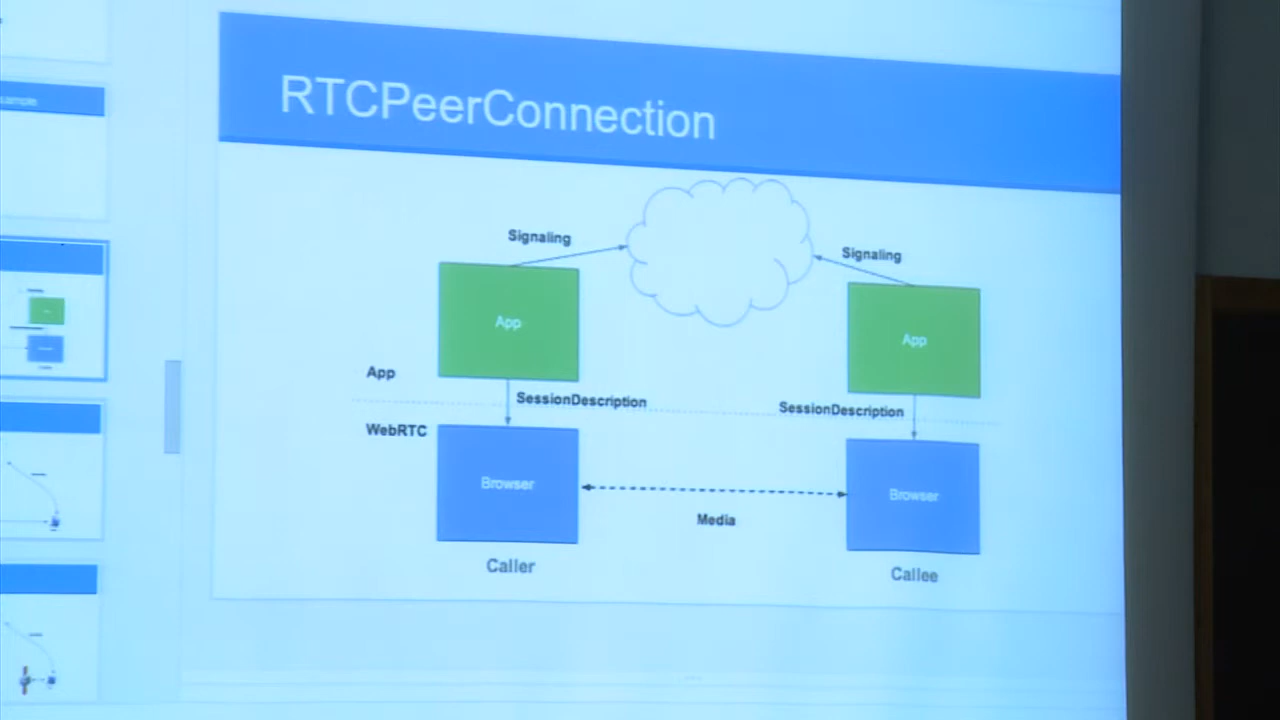 RTCPeerConnection
Signaling
Signaling
App
App
App
SessionDescription
SessionDescription
WebRTC
Browser
Browser
Media
Caller
Callee